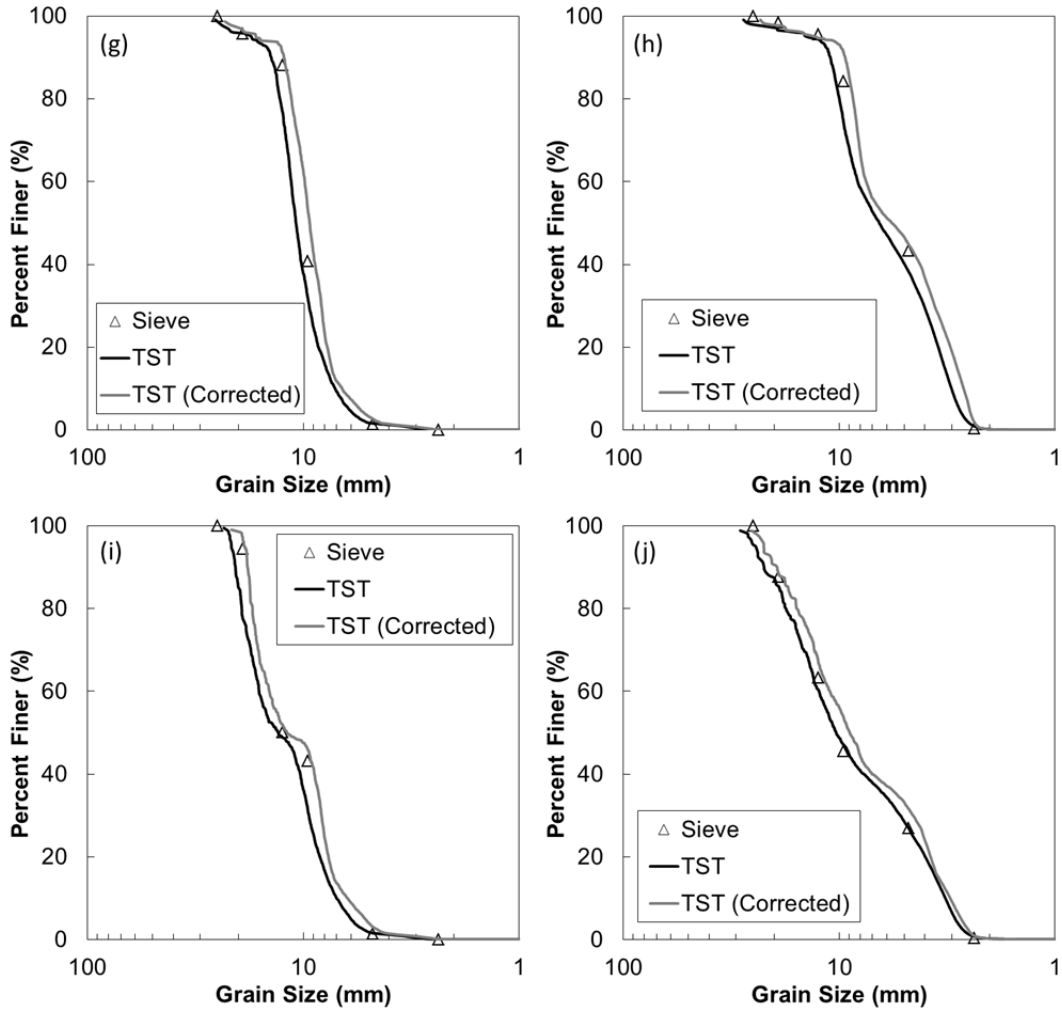 (g)
Percent Finer (%)
100
80
60
40
20
0
Sieve
TST
TST (Corrected)
100
10
1
Grain Size (mm)
(h)
Percent Finer (%)
100
80
60
40
20
0
Sieve
TST
TST (Corrected)
100
10
1
Grain Size (mm)
(i)
Percent Finer (%)
100
80
60
40
20
0
Sieve
TST
TST (Corrected)
100
10
1
Grain Size (mm)
(j)
Percent Finer (%)
100
80
60
40
20
0
Sieve
TST
TST (Corrected)
100
10
1
Grain Size (mm)